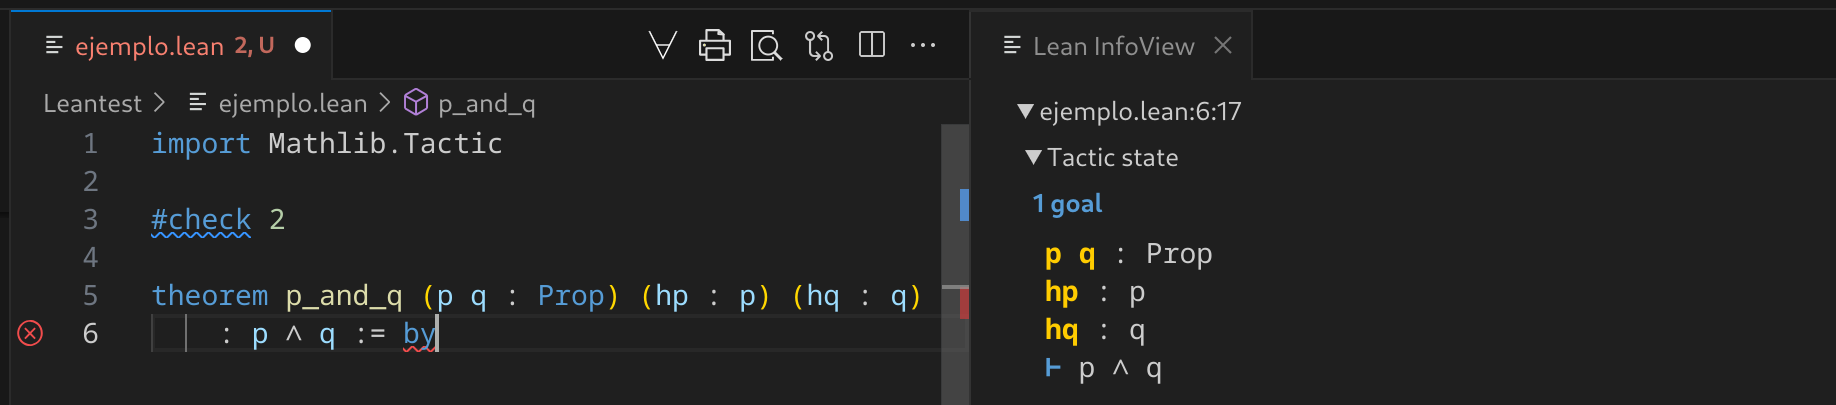 ejemplo.lean 2, U
Leantest > ejemplo.lean > p_and_q
1 import Mathlib.Tactic
2
3 #check 2
4
5 theorem p_and_q (p q : Prop) (hp : p) (hq : q)
6 : p ∧ q := by
Lean InfoView
ejemplo.lean:6:17
Tactic state
1 goal
p q : Prop
hp : p
hq : q
⊢ p ∧ q